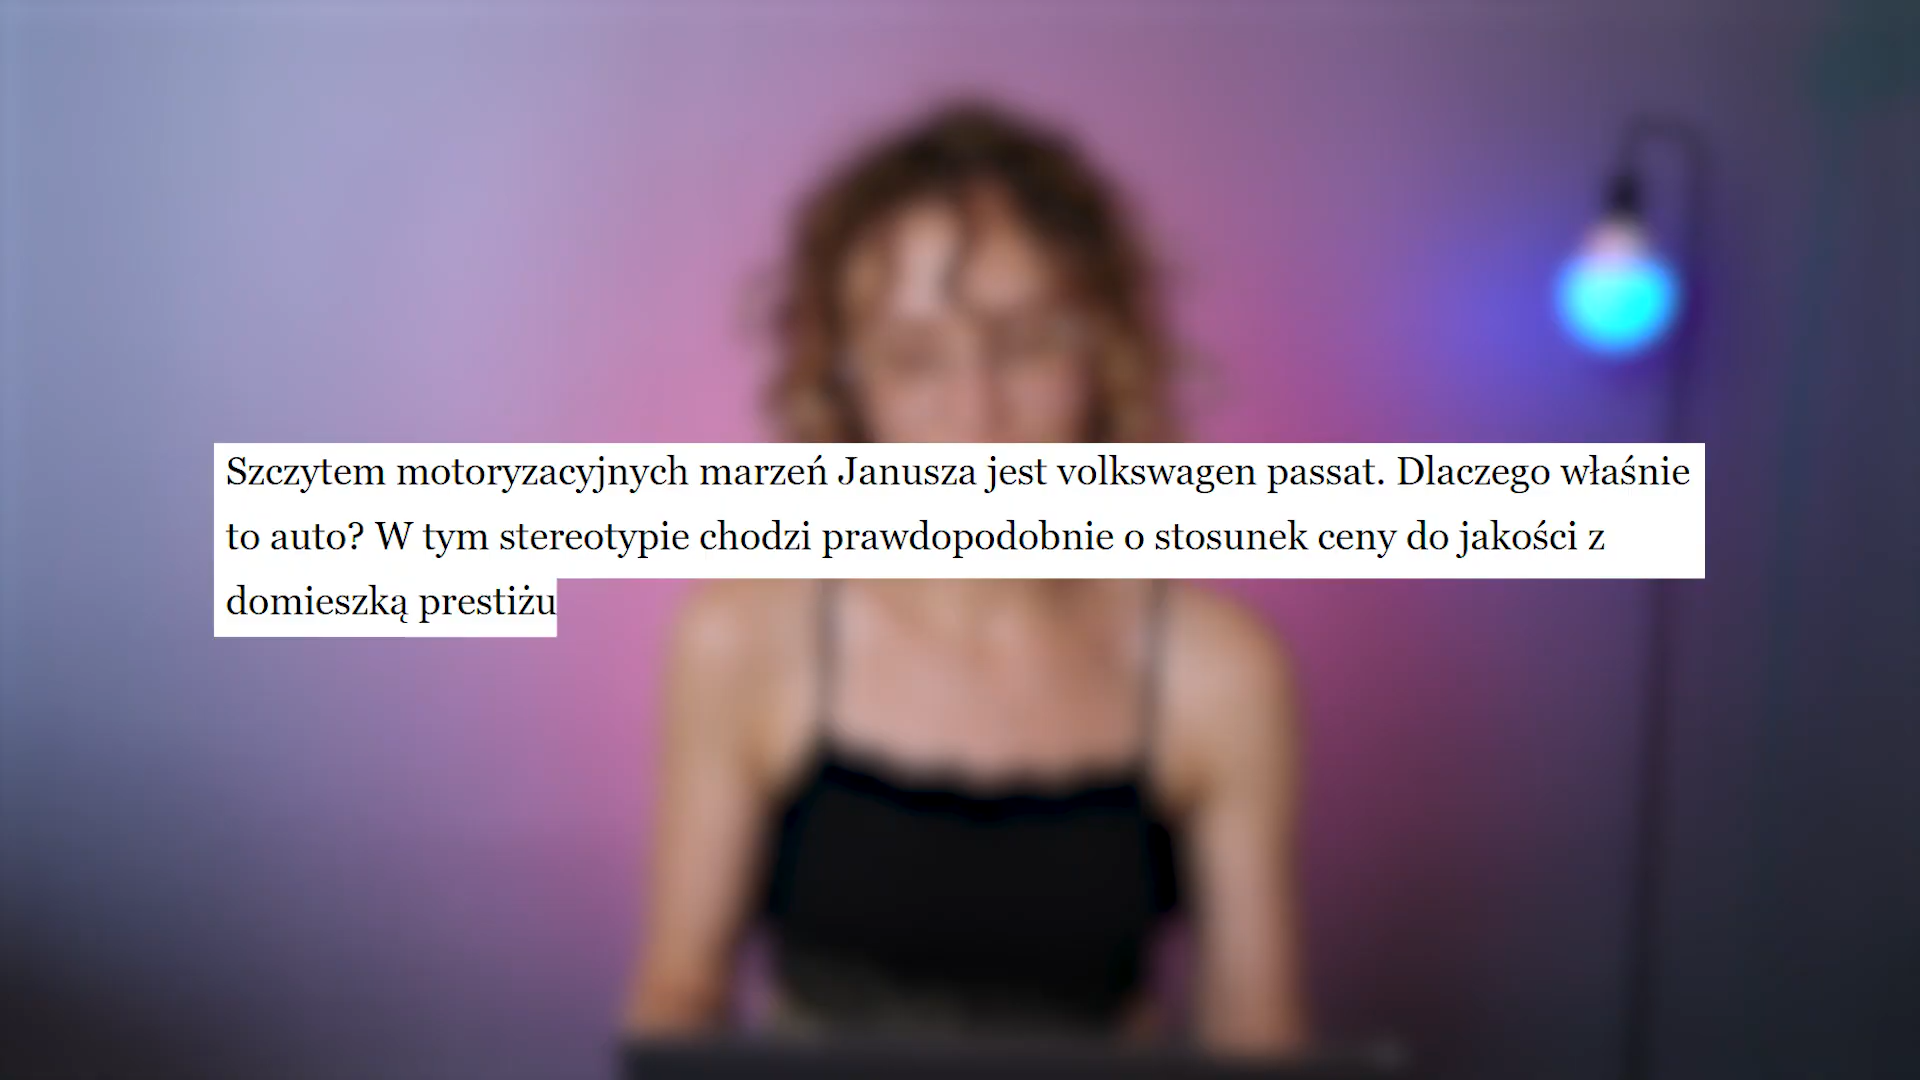 Szczytem motoryzacyjnych marzeń Janusza jest volkswagen passat. Dlaczego właśnie
to auto? W tym stereotypie chodzi prawdopodobnie o stosunek ceny do jakości z
domieszką prestiżu